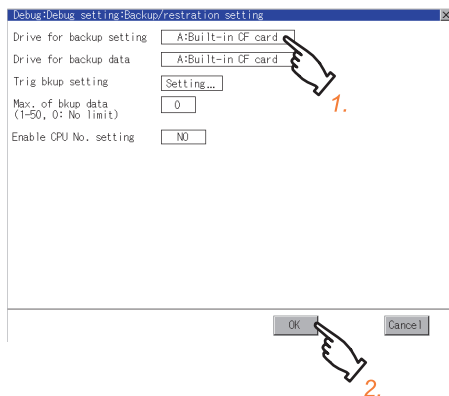 Debug:Debug setting:Backup/restration setting
Drive for backup setting A:Built-in CF card
Drive for backup data A:Built-in CF card
Trig bkup setting Setting...
Max. of bkup data 0
(1-50, 0: No limit)
1.
Enable CPU No. setting NO
OK Cancel
2.